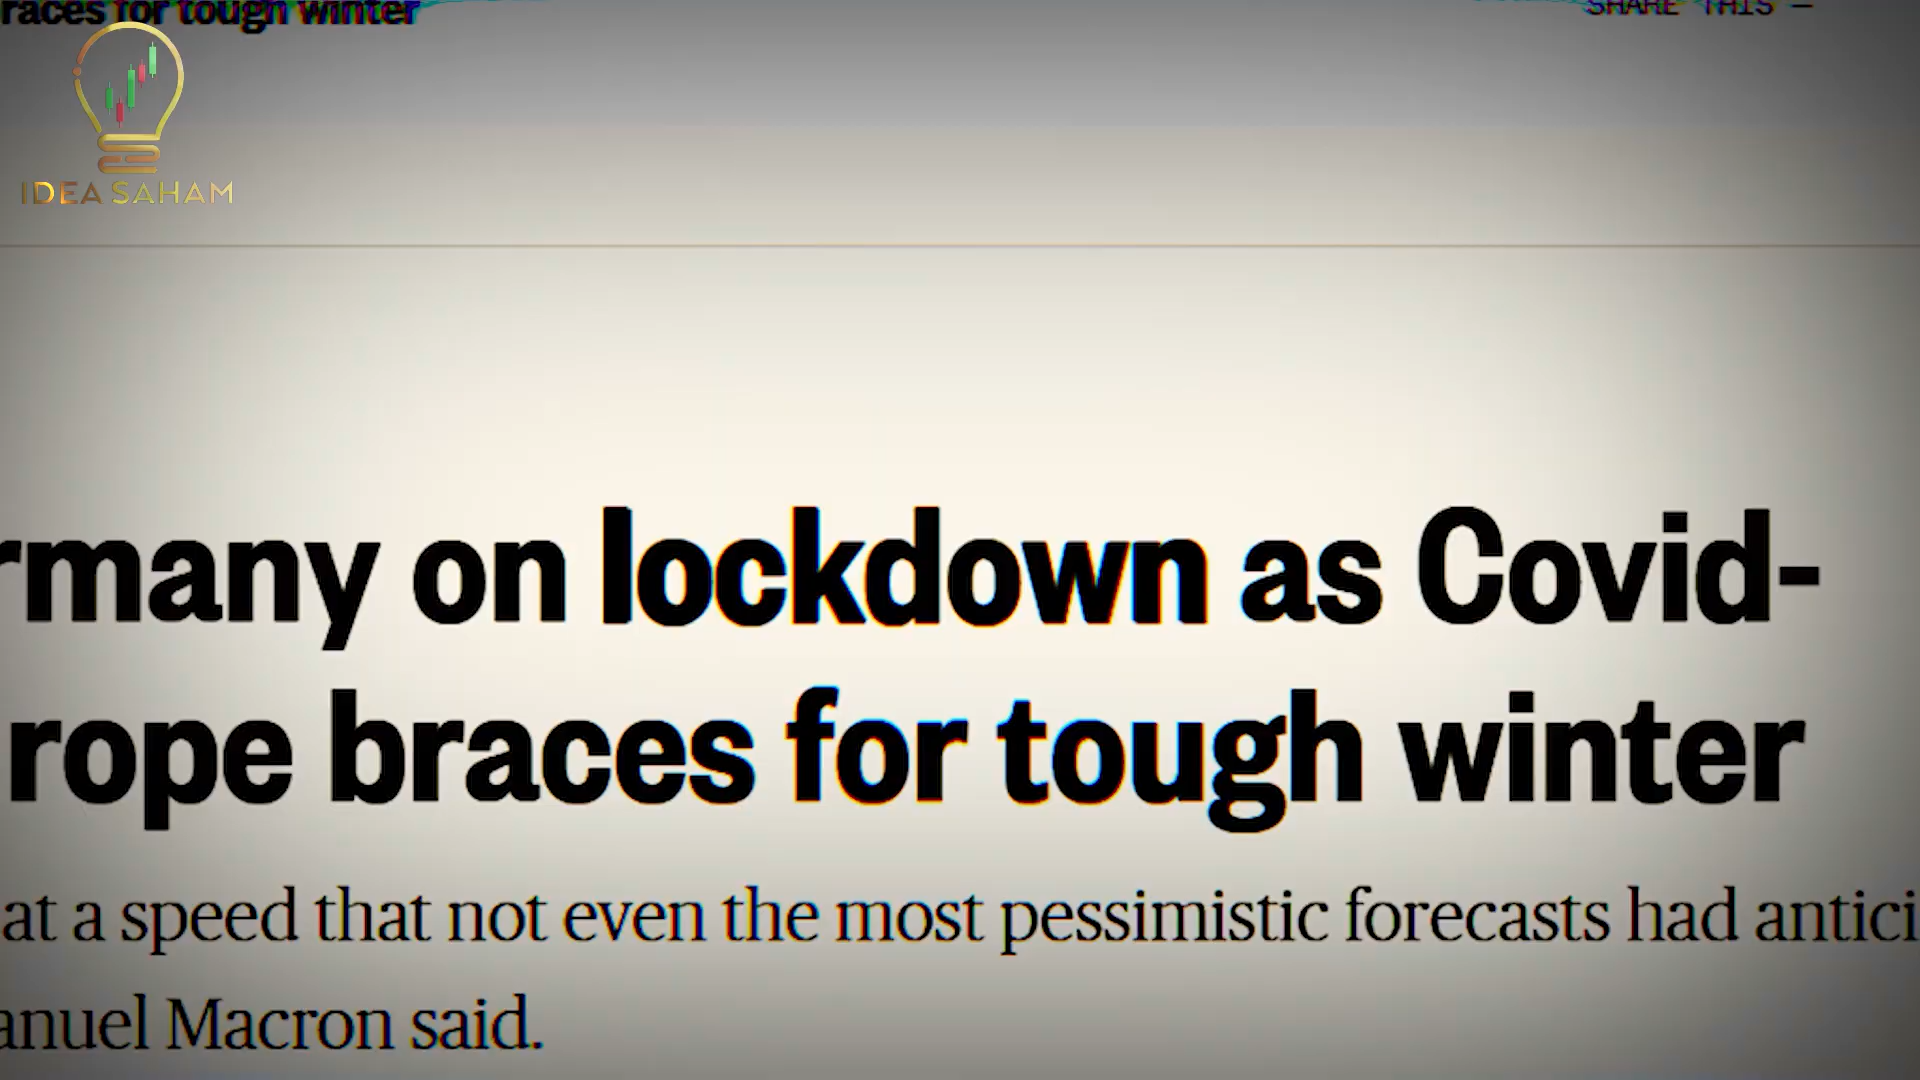 races for tough winter
SHARE THIS —
IDEA SAHAM
rmany on lockdown as Covid-
rope braces for tough winter
at a speed that not even the most pessimistic forecasts had antici
anuel Macron said.